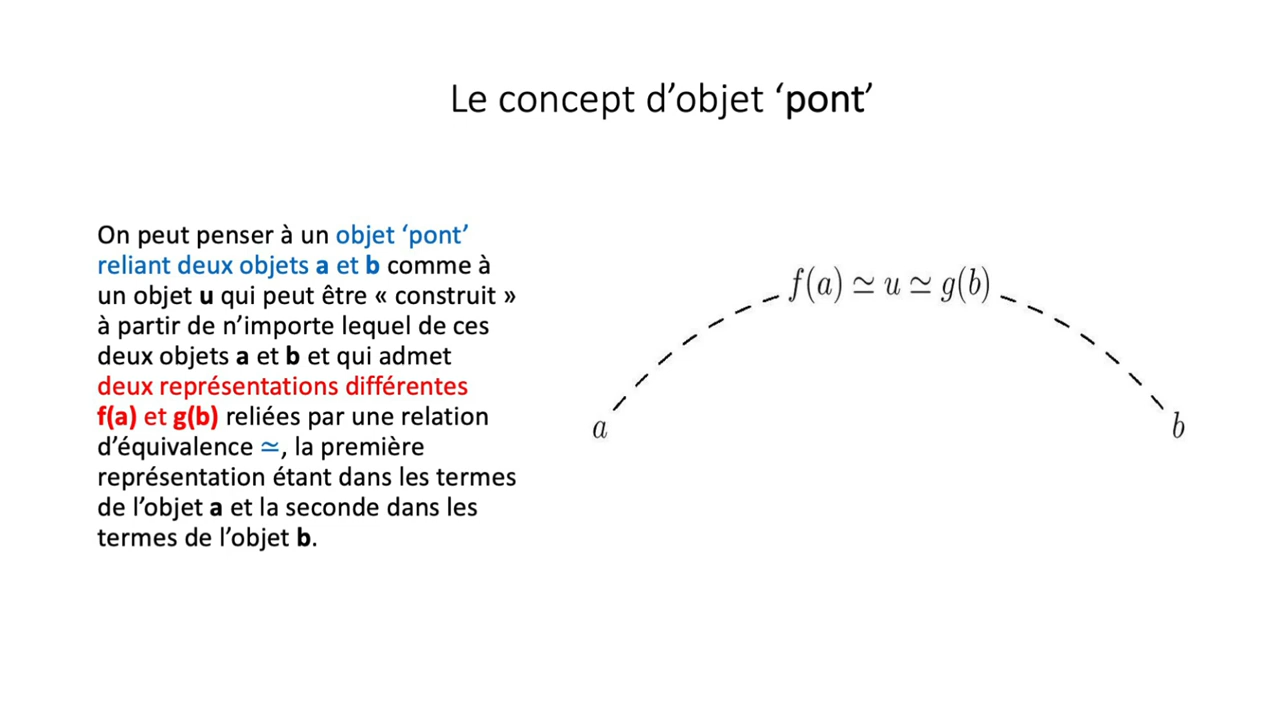 Le concept d’objet ‘pont’
On peut penser à un objet ‘pont’
reliant deux objets a et b comme à
un objet u qui peut être « construit »
à partir de n’importe lequel de ces
deux objets a et b et qui admet
deux représentations différentes
f(a) et g(b) reliées par une relation
d’équivalence ≃, la première
représentation étant dans les termes
de l’objet a et la seconde dans les
termes de l’objet b.
f(a) ≃ u ≃ g(b)
a
b